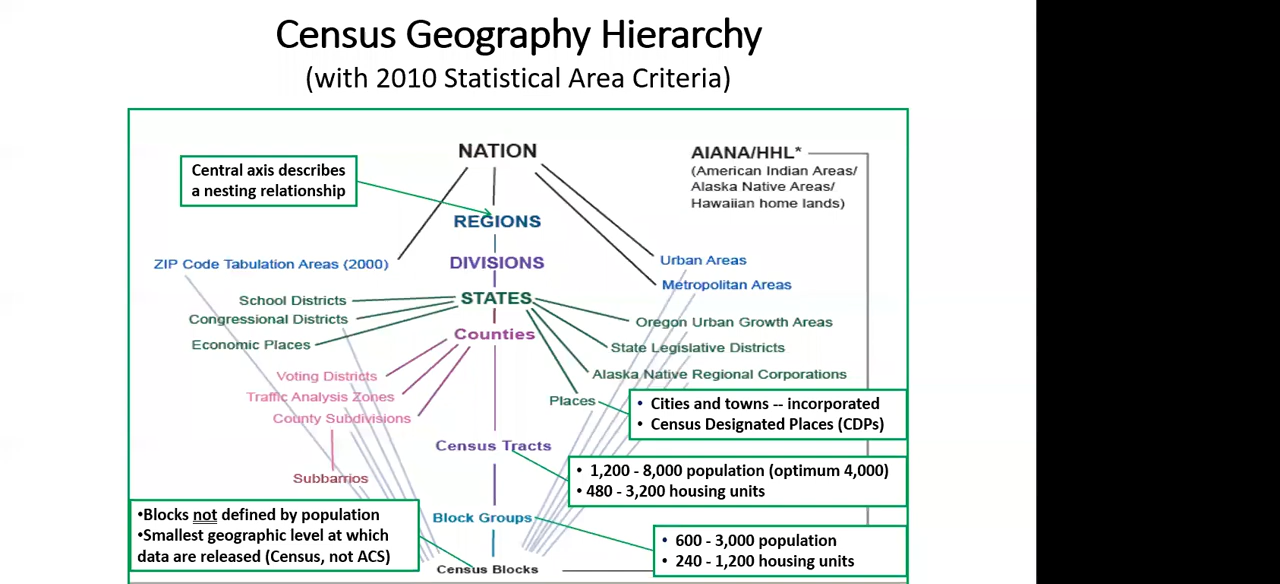 Census Geography Hierarchy
(with 2010 Statistical Area Criteria)
NATION
AIANA/HHL*
(American Indian Areas/
Alaska Native Areas/
Hawaiian home lands)
Central axis describes
a nesting relationship
REGIONS
ZIP Code Tabulation Areas (2000)
DIVISIONS
Urban Areas
Metropolitan Areas
School Districts
STATES
Congressional Districts
Oregon Urban Growth Areas
Economic Places
Counties
State Legislative Districts
Voting Districts
Alaska Native Regional Corporations
Traffic Analysis Zones
Places
• Cities and towns -- incorporated
• Census Designated Places (CDPs)
County Subdivisions
Census Tracts
• 1,200 - 8,000 population (optimum 4,000)
• 480 - 3,200 housing units
Subbarrios
•Blocks not defined by population
•Smallest geographic level at which
data are released (Census, not ACS)
Block Groups
• 600 - 3,000 population
• 240 - 1,200 housing units
Census Blocks